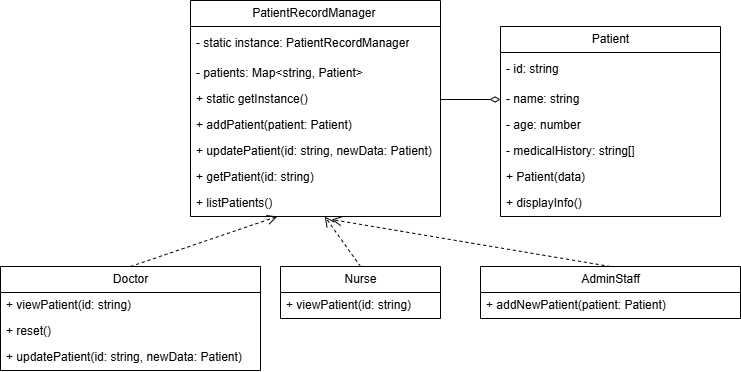 PatientRecordManager
- static instance: PatientRecordManager
- patients: Map<string, Patient>
+ static getInstance()
+ addPatient(patient: Patient)
+ updatePatient(id: string, newData: Patient)
+ getPatient(id: string)
+ listPatients()
Patient
- id: string
- name: string
- age: number
- medicalHistory: string[]
+ Patient(data)
+ displayInfo()
Doctor
+ viewPatient(id: string)
+ reset()
+ updatePatient(id: string, newData: Patient)
Nurse
+ viewPatient(id: string)
AdminStaff
+ addNewPatient(patient: Patient)